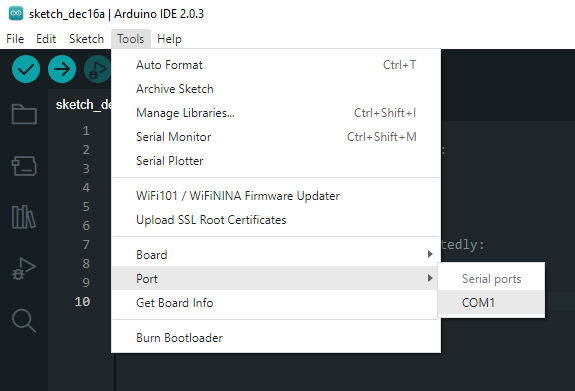 sketch_dec16a | Arduino IDE 2.0.3
File Edit Sketch Tools Help
Auto Format Ctrl+T
sketch_de
Archive Sketch
Manage Libraries... Ctrl+Shift+I
Serial Monitor Ctrl+Shift+M
Serial Plotter
WiFi101 / WiFiNINA Firmware Updater
Upload SSL Root Certificates
Board
Port
Get Board Info
Burn Bootloader
Serial ports
COM1
1
2
3
4
5
6
7
8
9
10
:
tedly: